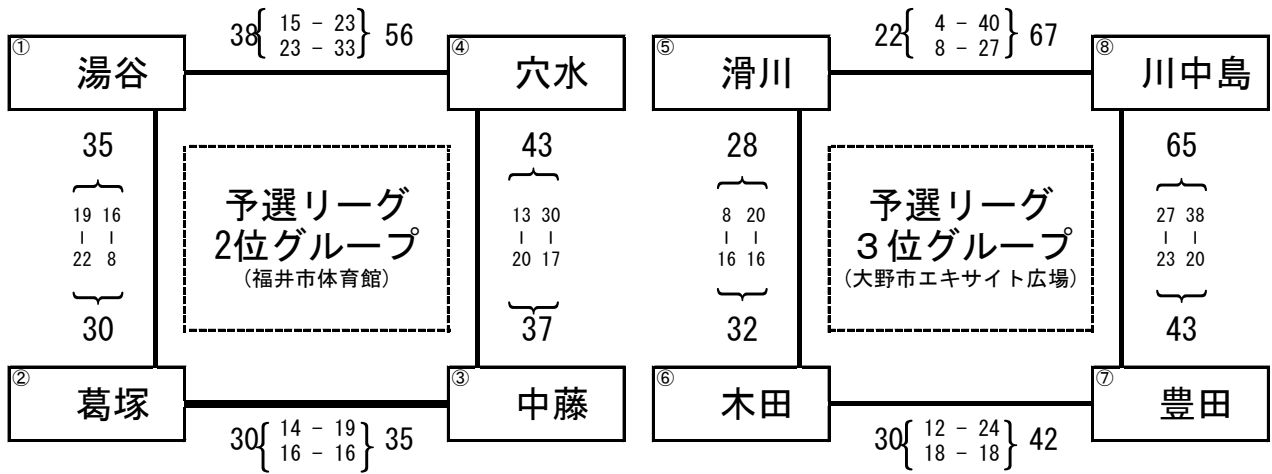 38 { 15 - 23 } 56
23 - 33
① 湯谷
④ 穴水
35
19 16
- -
22 8
30
予選リーグ
2位グループ
(福井市体育館)
43
13 30
- -
20 17
37
② 葛塚
③ 中藤
30 { 14 - 19 } 35
16 - 16
22 { 4 - 40 } 67
8 - 27
⑤ 滑川
⑧ 川中島
28
8 20
- -
16 16
32
予選リーグ
３位グループ
(大野市エキサイト広場)
65
27 38
- -
23 20
43
⑥ 木田
⑦ 豊田
30 { 12 - 24 } 42
18 - 18